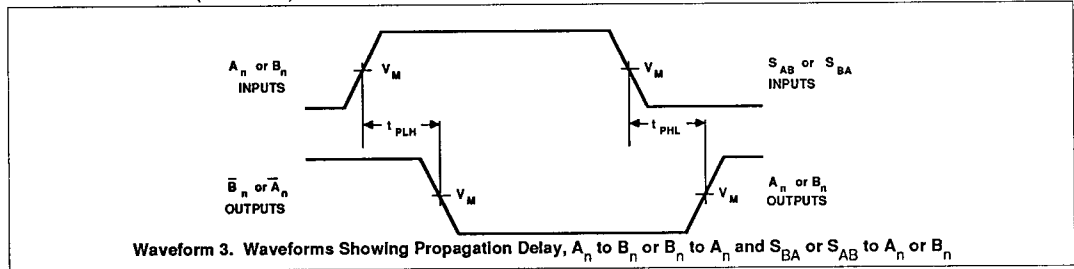 A_n or B_n
INPUTS
V_M
V_M
S_AB or S_BA
INPUTS
t_PLH
t_PHL
B̅_n or A̅_n
OUTPUTS
V_M
V_M
A_n or B_n
OUTPUTS
Waveform 3. Waveforms Showing Propagation Delay, A_n to B_n or B_n to A_n and S_BA or S_AB to A_n or B_n